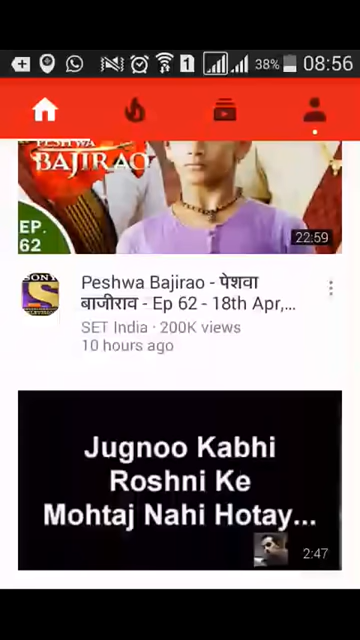 1 38% 08:56
PESHWA
BAJIRAO
EP.
62
22:59
SONY
Peshwa Bajirao - पेशवा
बाजीराव - Ep 62 - 18th Apr,...
SET India · 200K views
10 hours ago
Jugnoo Kabhi
Roshni Ke
Mohtaj Nahi Hotay...
2:47